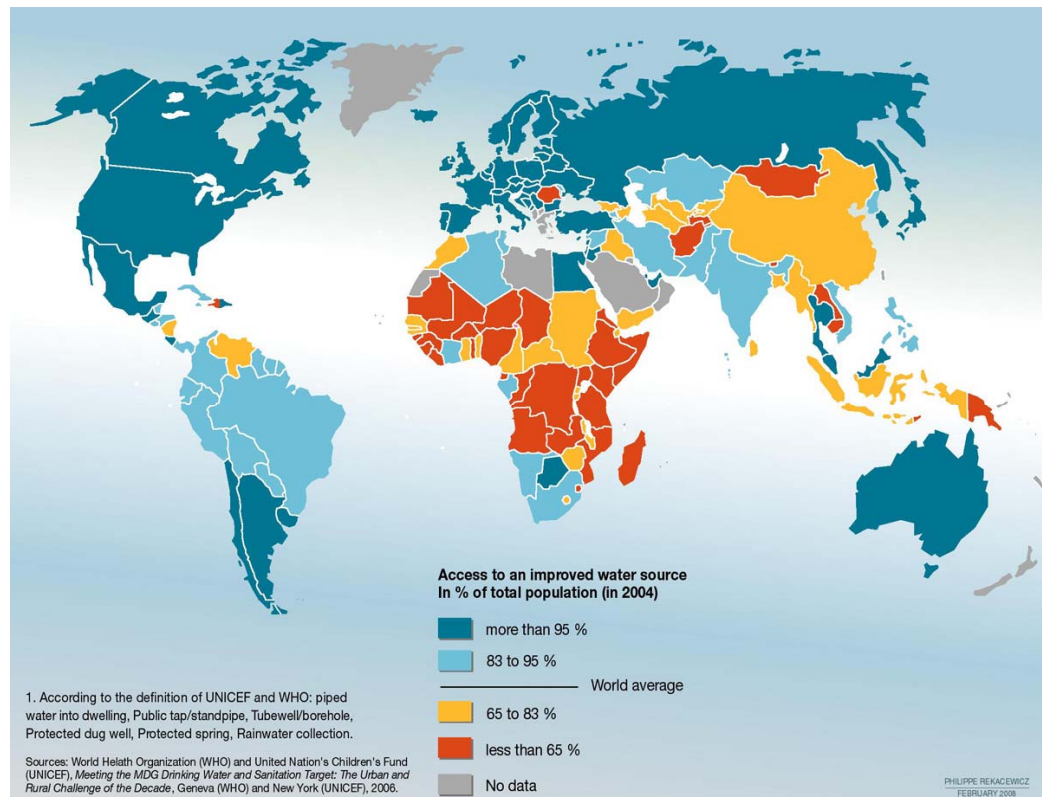 Access to an improved water source
In % of total population (in 2004)
more than 95 %
83 to 95 %
World average
65 to 83 %
less than 65 %
No data
1. According to the definition of UNICEF and WHO: piped
water into dwelling, Public tap/standpipe, Tubewell/borehole,
Protected dug well, Protected spring, Rainwater collection.
Sources: World Helath Organization (WHO) and United Nation's Children's Fund
(UNICEF), Meeting the MDG Drinking Water and Sanitation Target: The Urban and
Rural Challenge of the Decade, Geneva (WHO) and New York (UNICEF), 2006.
PHILIPPE REKACEWICZ
FEBRUARY 2008